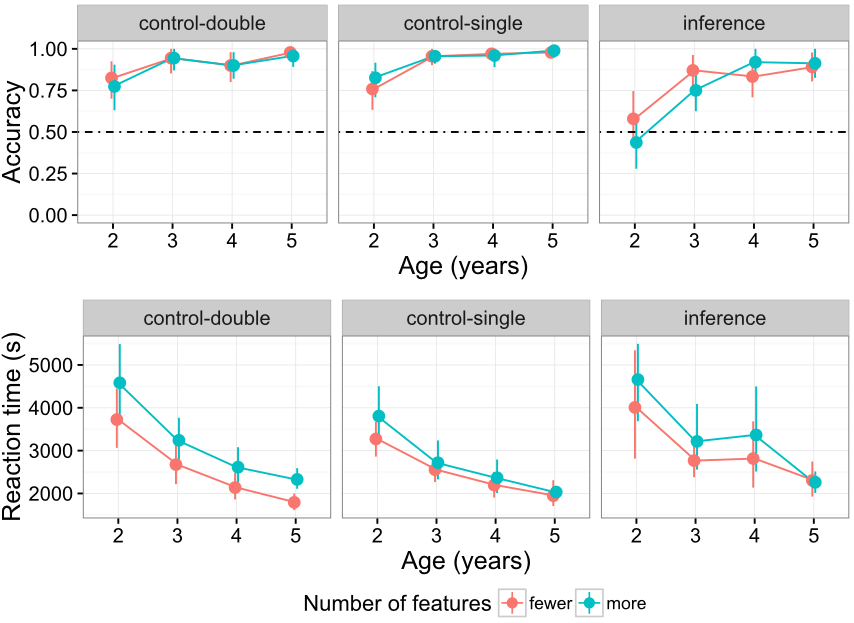 control-double control-single inference
Accuracy
1.00
0.75
0.50
0.25
0.00
2 3 4 5 2 3 4 5 2 3 4 5
Age (years)
control-double control-single inference
Reaction time (s)
5000
4000
3000
2000
2 3 4 5 2 3 4 5 2 3 4 5
Age (years)
Number of features fewer more